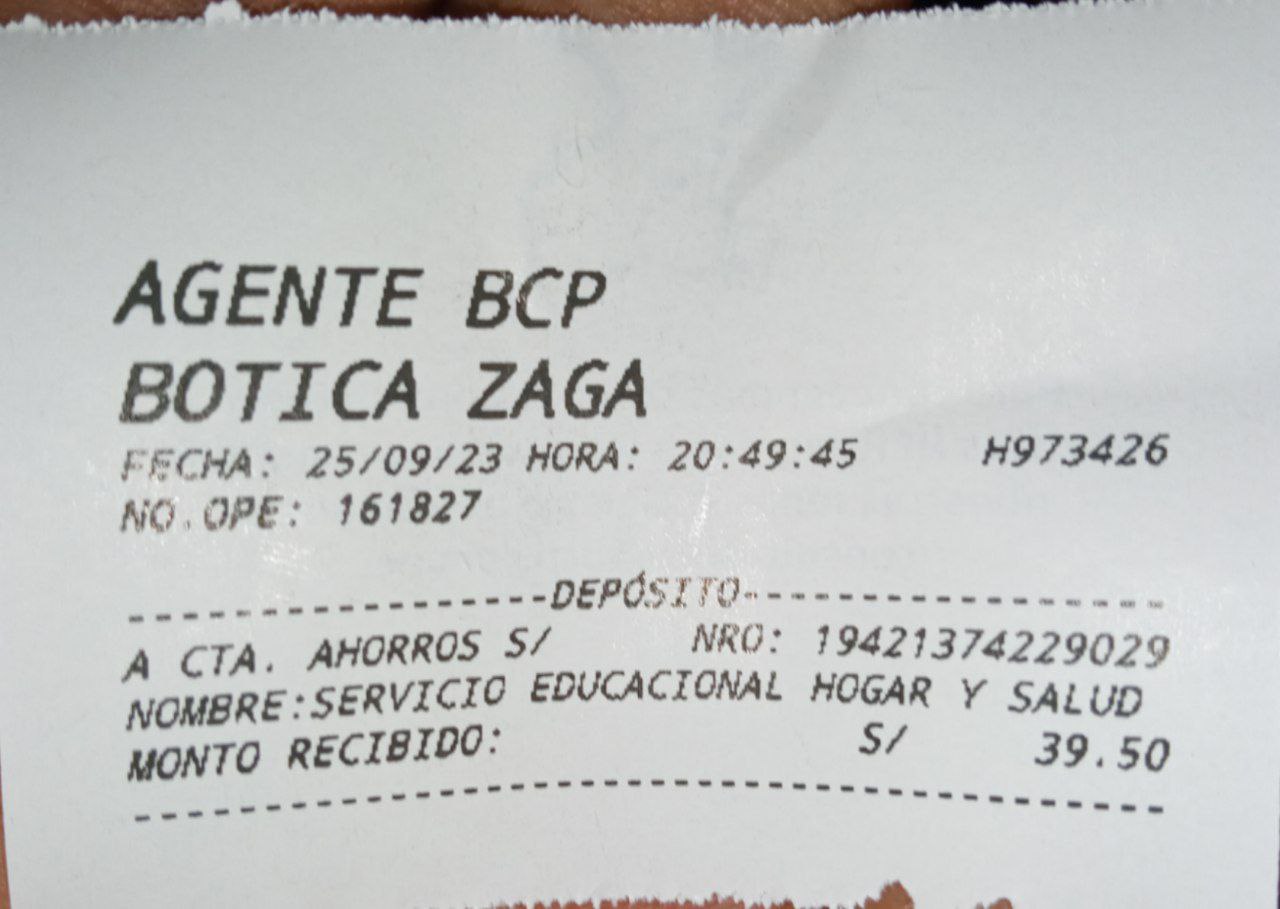 AGENTE BCP
BOTICA ZAGA
FECHA: 25/09/23 HORA: 20:49:45 H973426
NO.OPE: 161827
----------------DEPÓSITO----------------
A CTA. AHORROS S/ NRO: 19421374229029
NOMBRE:SERVICIO EDUCACIONAL HOGAR Y SALUD
MONTO RECIBIDO: S/ 39.50
----------------------------------------